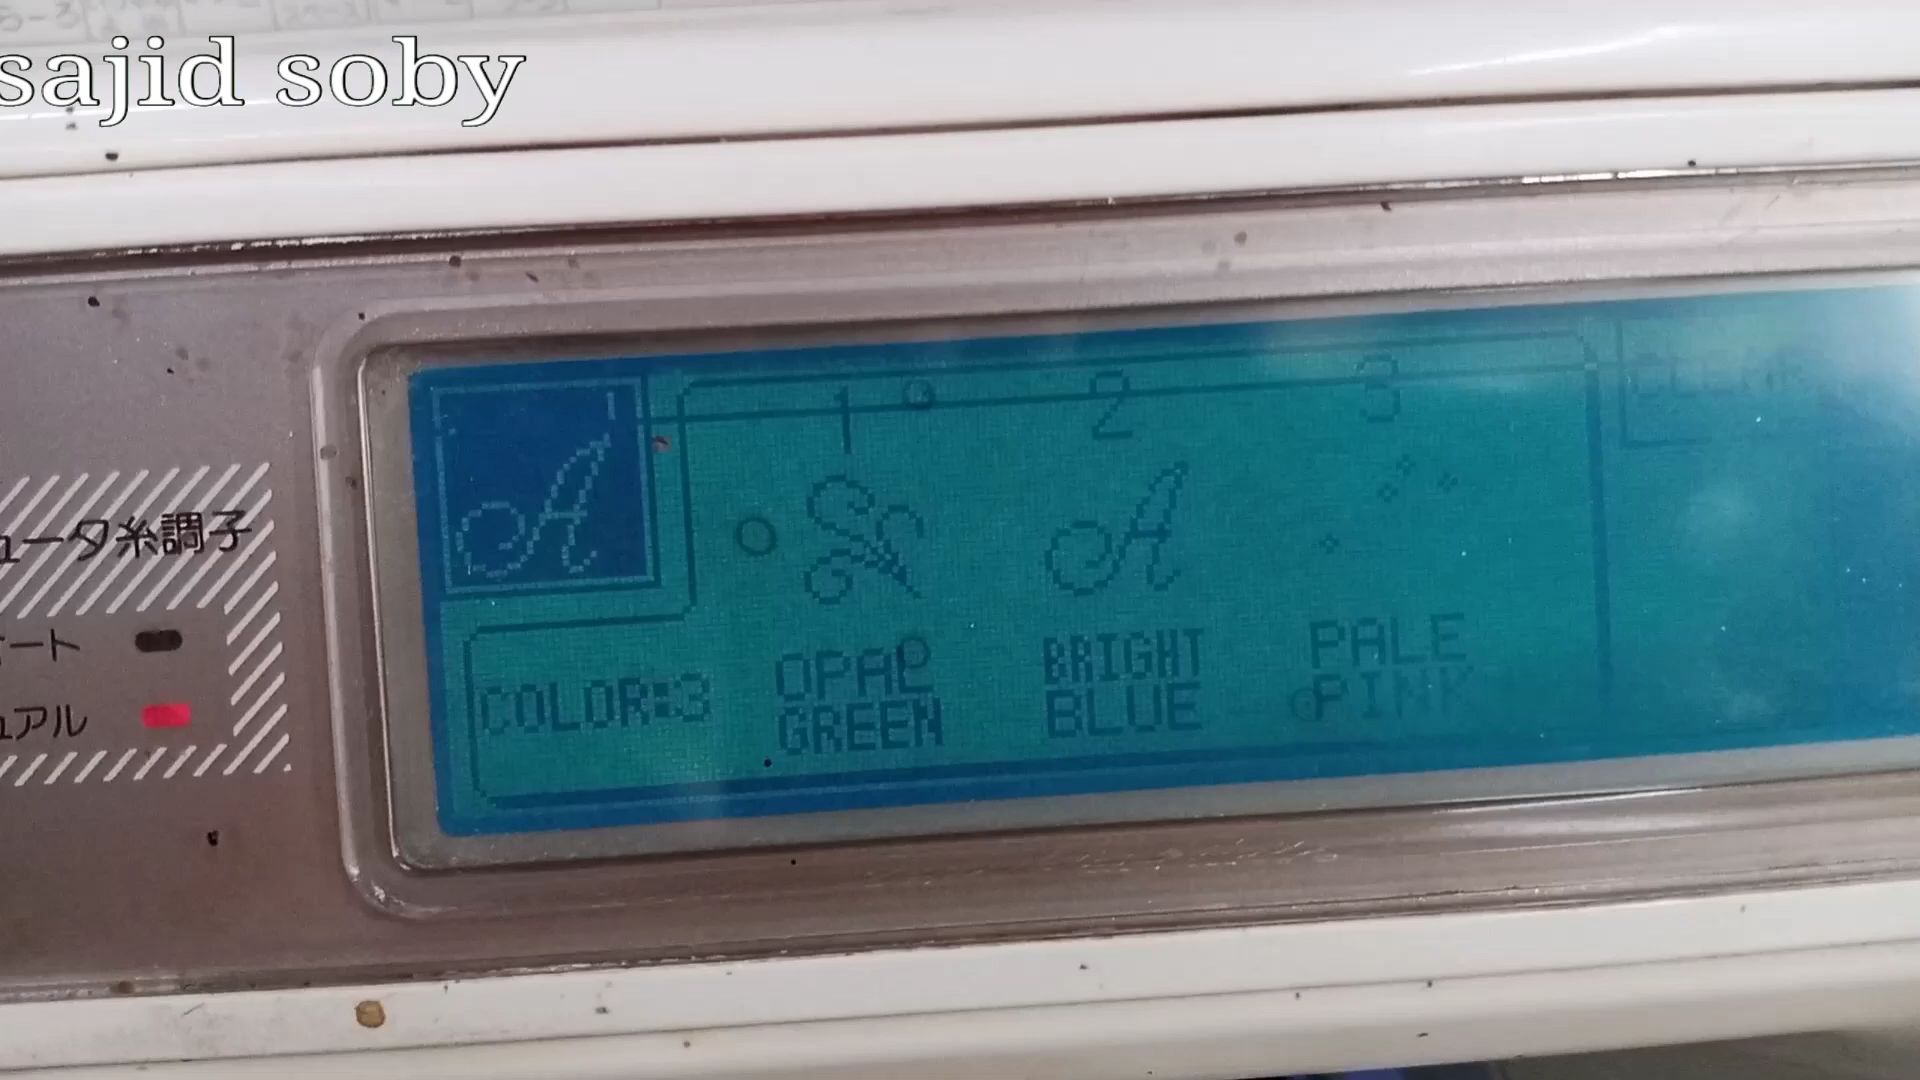 sajid soby
1 2 3
CLEAR
A
A
COLOR:3
OPAL
GREEN
BRIGHT
BLUE
PALE
PINK
ュータ糸調子
ート
ュアル